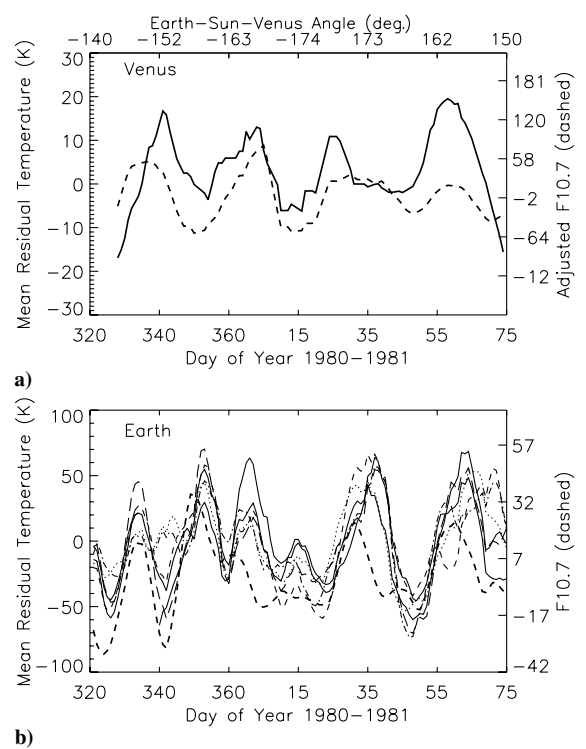 Earth-Sun-Venus Angle (deg.)
-140 -152 -163 -174 173 162 150
Venus
Mean Residual Temperature (K)
30
20
10
0
-10
-20
-30
181
120
58
-2
-64
-12
Adjusted F10.7 (dashed)
320 340 360 15 35 55 75
Day of Year 1980-1981
a)
Earth
Mean Residual Temperature (K)
100
50
0
-50
-100
57
32
7
-17
-42
F10.7 (dashed)
320 340 360 15 35 55 75
Day of Year 1980-1981
b)